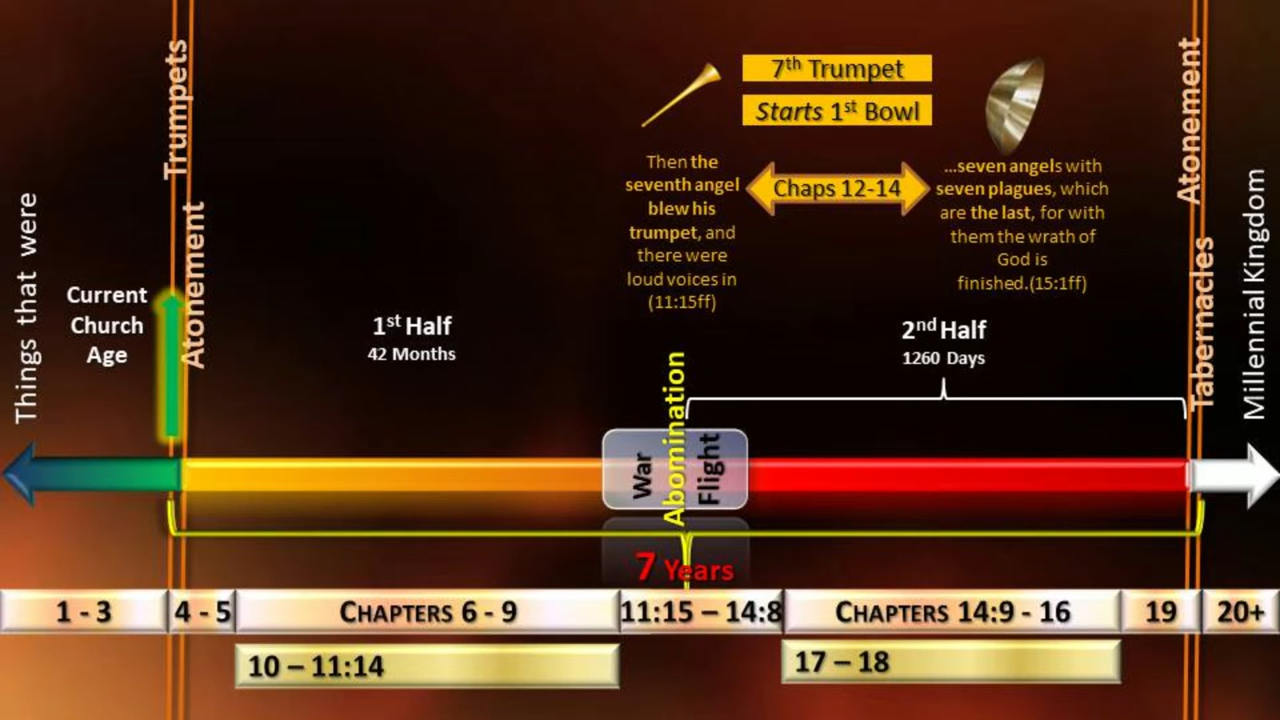 Things that were
Current
Church
Age
Trumpets
Atonement
1st Half
42 Months
7th Trumpet
Starts 1st Bowl
Then the
seventh angel
blew his
trumpet, and
there were
loud voices in
(11:15ff)
Chaps 12-14
...seven angels with
seven plagues, which
are the last, for with
them the wrath of
God is
finished.(15:1ff)
2nd Half
1260 Days
War
Abomination
Flight
Atonement
Tabernacles
Millennial Kingdom
7 Years
1 - 3
4 - 5
CHAPTERS 6 - 9
11:15 – 14:8
CHAPTERS 14:9 - 16
19
20+
10 – 11:14
17 – 18